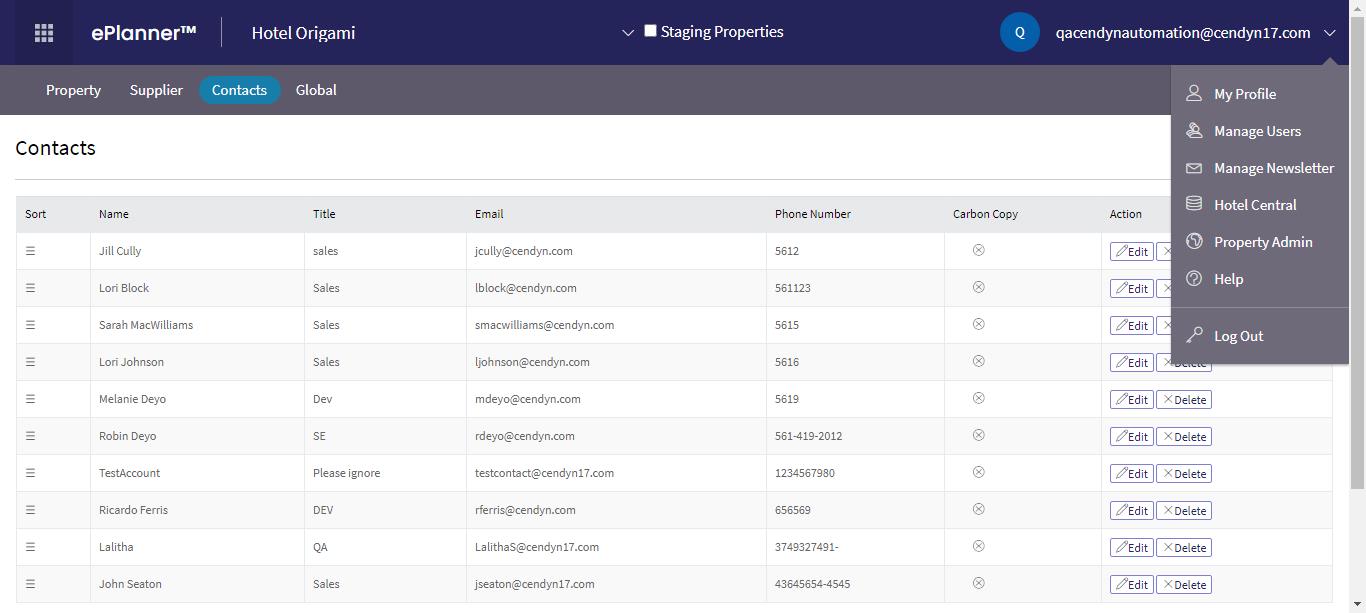 ePlanner™ Hotel Origami Staging Properties Q qacendynautomation@cendyn17.com
Property Supplier Contacts Global
My Profile
Manage Users
Manage Newsletter
Hotel Central
Property Admin
Help
Log Out
Contacts
Sort Name Title Email Phone Number Carbon Copy Action
Jill Cully sales jcully@cendyn.com 5612 Edit
Lori Block Sales lblock@cendyn.com 561123 Edit
Sarah MacWilliams Sales smacwilliams@cendyn.com 5615 Edit
Lori Johnson Sales ljohnson@cendyn.com 5616 Edit Delete
Melanie Deyo Dev mdeyo@cendyn.com 5619 Edit Delete
Robin Deyo SE rdeyo@cendyn.com 561-419-2012 Edit Delete
TestAccount Please ignore testcontact@cendyn17.com 1234567980 Edit Delete
Ricardo Ferris DEV rferris@cendyn.com 656569 Edit Delete
Lalitha QA LalithaS@cendyn17.com 3749327491- Edit Delete
John Seaton Sales jseaton@cendyn17.com 43645654-4545 Edit Delete